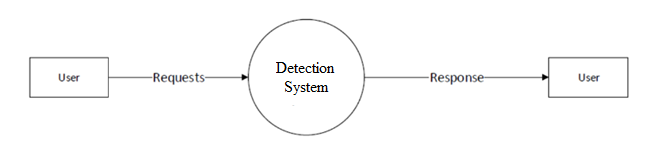 User
Requests
Detection
System
Response
User